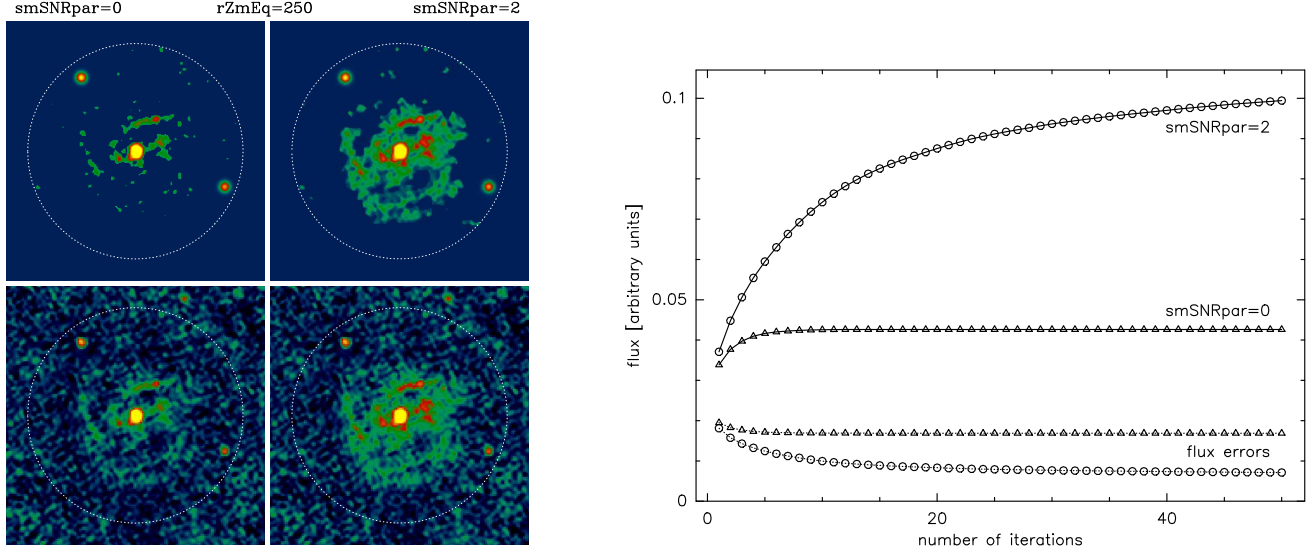 smSNRpar=0 rZmEq=250 smSNRpar=2
0.1
smSNRpar=2
0.05
smSNRpar=0
flux errors
0
0 20 40
flux [arbitrary units]
number of iterations